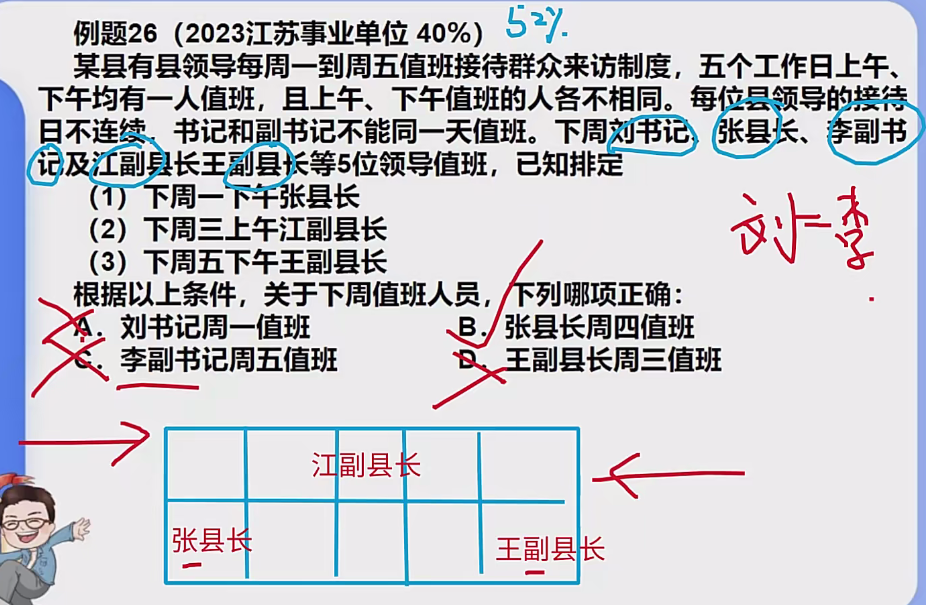 例题26（2023江苏事业单位 40%） 52%.
某县有县领导每周一到周五值班接待群众来访制度，五个工作日上午、
下午均有一人值班，且上午、下午值班的人各不相同。每位县领导的接待
日不连续，书记和副书记不能同一天值班。下周刘书记、张县长、李副书
记及江副县长王副县长等5位领导值班，已知排定
（1）下周一下午张县长
（2）下周三上午江副县长
（3）下周五下午王副县长
刘一李
根据以上条件，关于下周值班人员，下列哪项正确：
A．刘书记周一值班
B．张县长周四值班
C．李副书记周五值班
D．王副县长周三值班
江副县长
张县长
王副县长